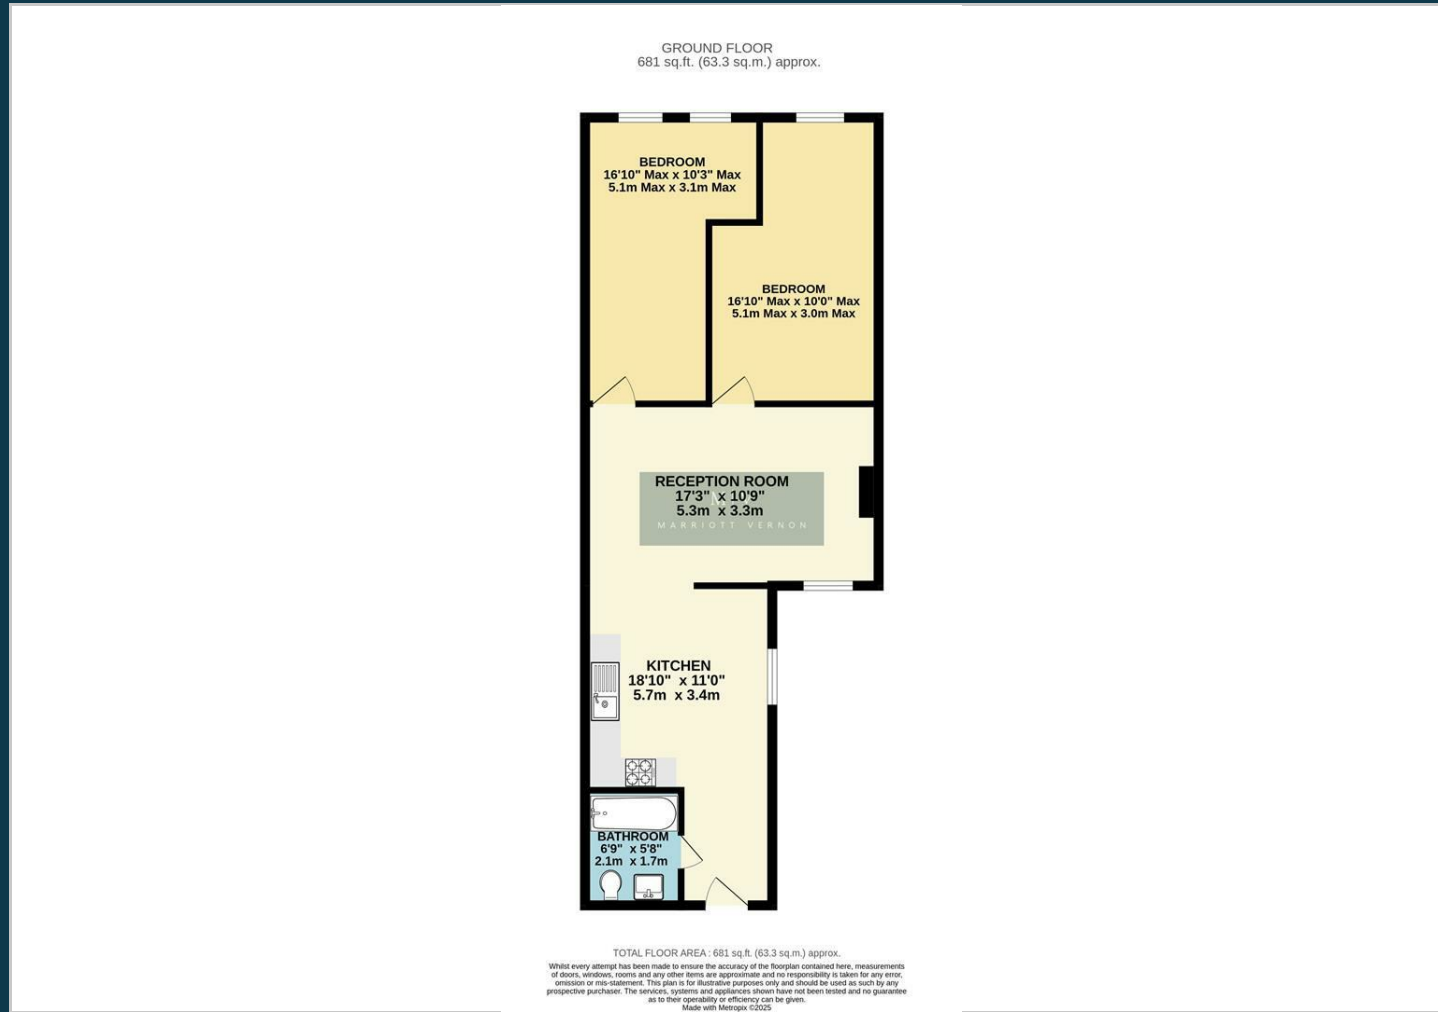 GROUND FLOOR
681 sq.ft. (63.3 sq.m.) approx.
BEDROOM
16'10" Max x 10'3" Max
5.1m Max x 3.1m Max
BEDROOM
16'10" Max x 10'0" Max
5.1m Max x 3.0m Max
RECEPTION ROOM
17'3" x 10'9"
5.3m x 3.3m
MARRIOTT VERNON
KITCHEN
18'10" x 11'0"
5.7m x 3.4m
BATHROOM
6'9" x 5'8"
2.1m x 1.7m
TOTAL FLOOR AREA : 681 sq.ft. (63.3 sq.m.) approx.
Whilst every attempt has been made to ensure the accuracy of the floorplan contained here, measurements
of doors, windows, rooms and any other items are approximate and no responsibility is taken for any error,
omission or mis-statement. This plan is for illustrative purposes only and should be used as such by any
prospective purchaser. The services, systems and appliances shown have not been tested and no guarantee
as to their operability or efficiency can be given.
Made with Metropix ©2025